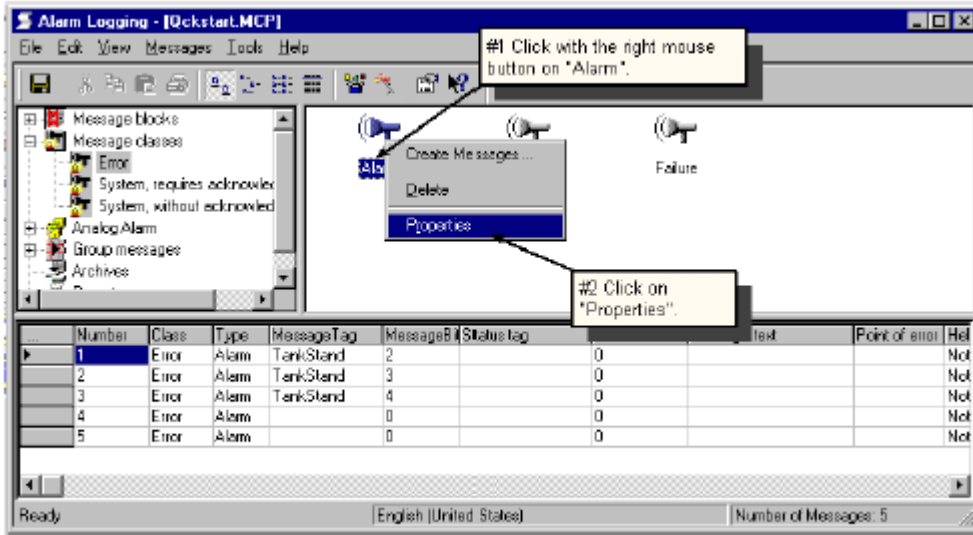 Alarm Logging - [Qckstart.MCP]
File Edit View Messages Tools Help
#1 Click with the right mouse
button on "Alarm".
Message blocks
Message classes
Error
System, requires acknowled
System, without acknowled
Analog Alarm
Group messages
Archives
Failure
Create Messages ...
Delete
Properties
#2 Click on
"Properties".
... Number Class Type MessageTag MessageBi Status tag text Point of error Hel
1 Error Alarm TankStand 2 0 Not
2 Error Alarm TankStand 3 0 Not
3 Error Alarm TankStand 4 0 Not
4 Error Alarm 0 0 Not
5 Error Alarm 0 0 Not
Ready English (United States) Number of Messages: 5